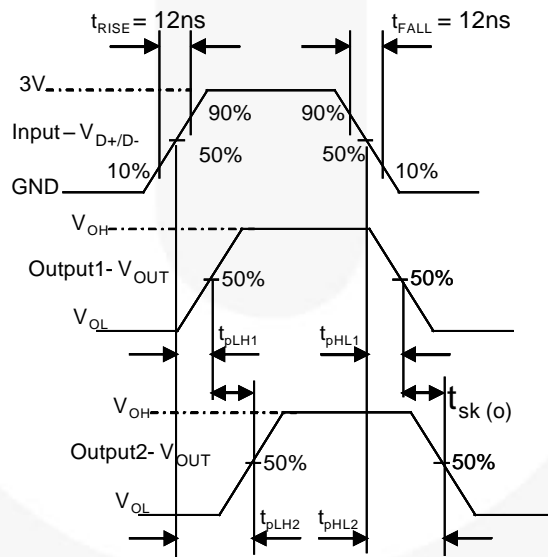 tRISE = 12ns tFALL = 12ns
3V
90% 90%
Input – VD+/D-
50% 50%
10% 10%
GND
VOH
Output1- VOUT
50% 50%
VOL
tpLH1 tpHL1
VOH
tsk (o)
Output2- VOUT
50% 50%
VOL
tpLH2 tpHL2